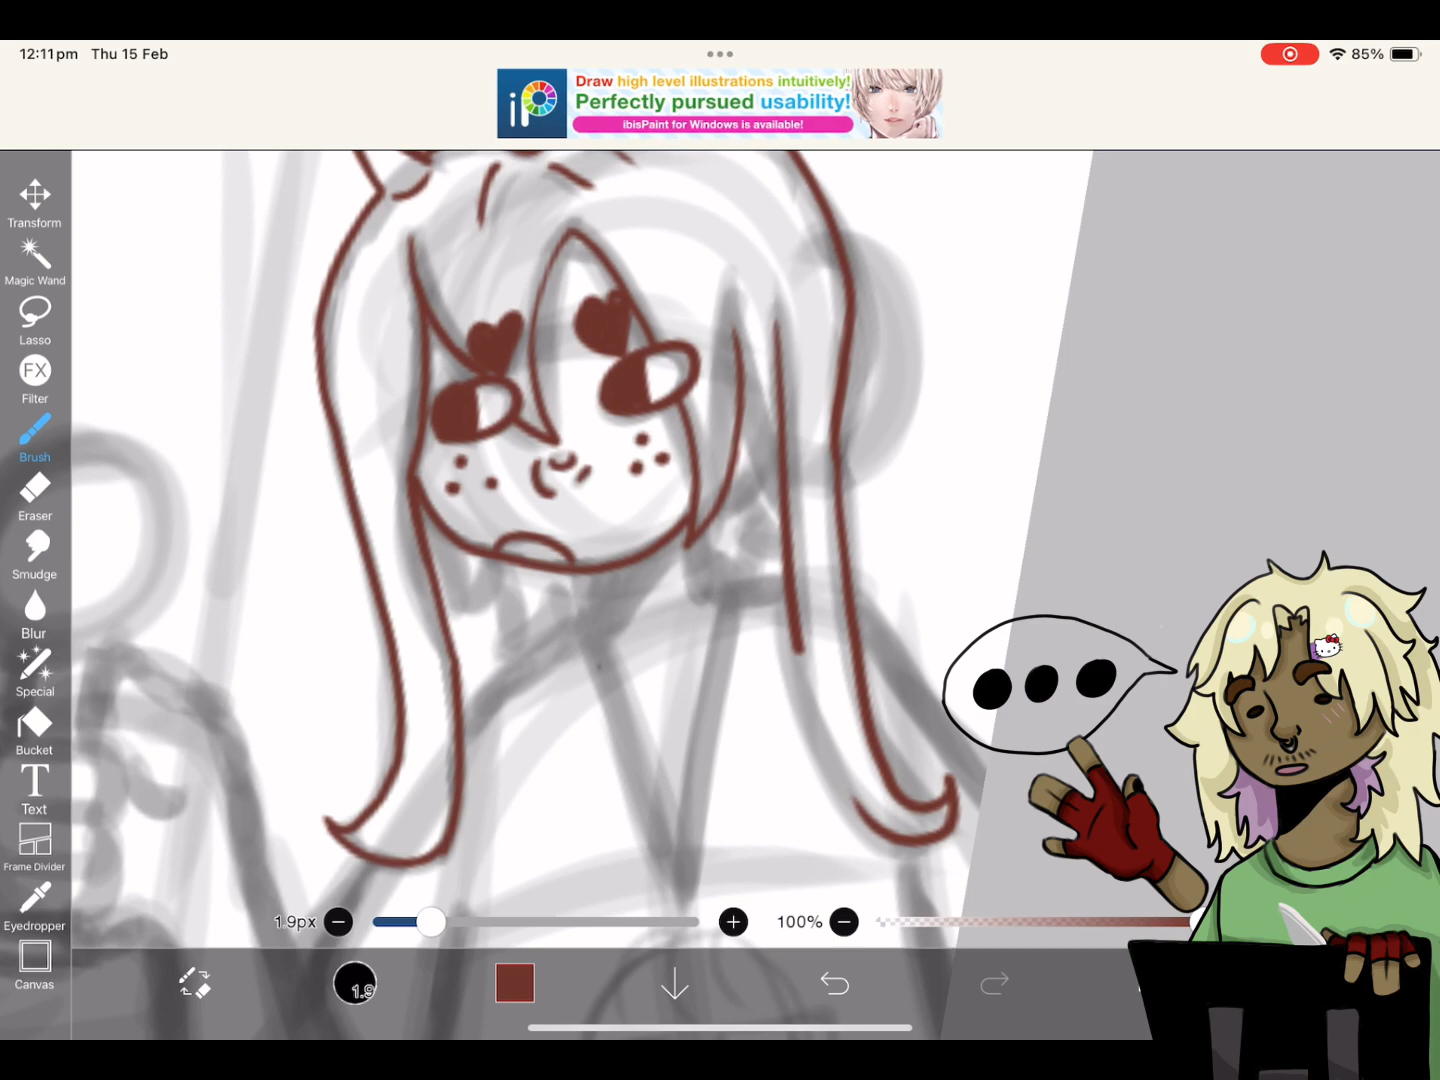 12:11pm Thu 15 Feb
85%
iP
Draw high level illustrations intuitively!
Perfectly pursued usability!
ibisPaint for Windows is available!
Transform
Magic Wand
Lasso
FX
Filter
Brush
Eraser
Smudge
Blur
Special
Bucket
T
Text
Frame Divider
Eyedropper
Canvas
1.9px
100%
1.9